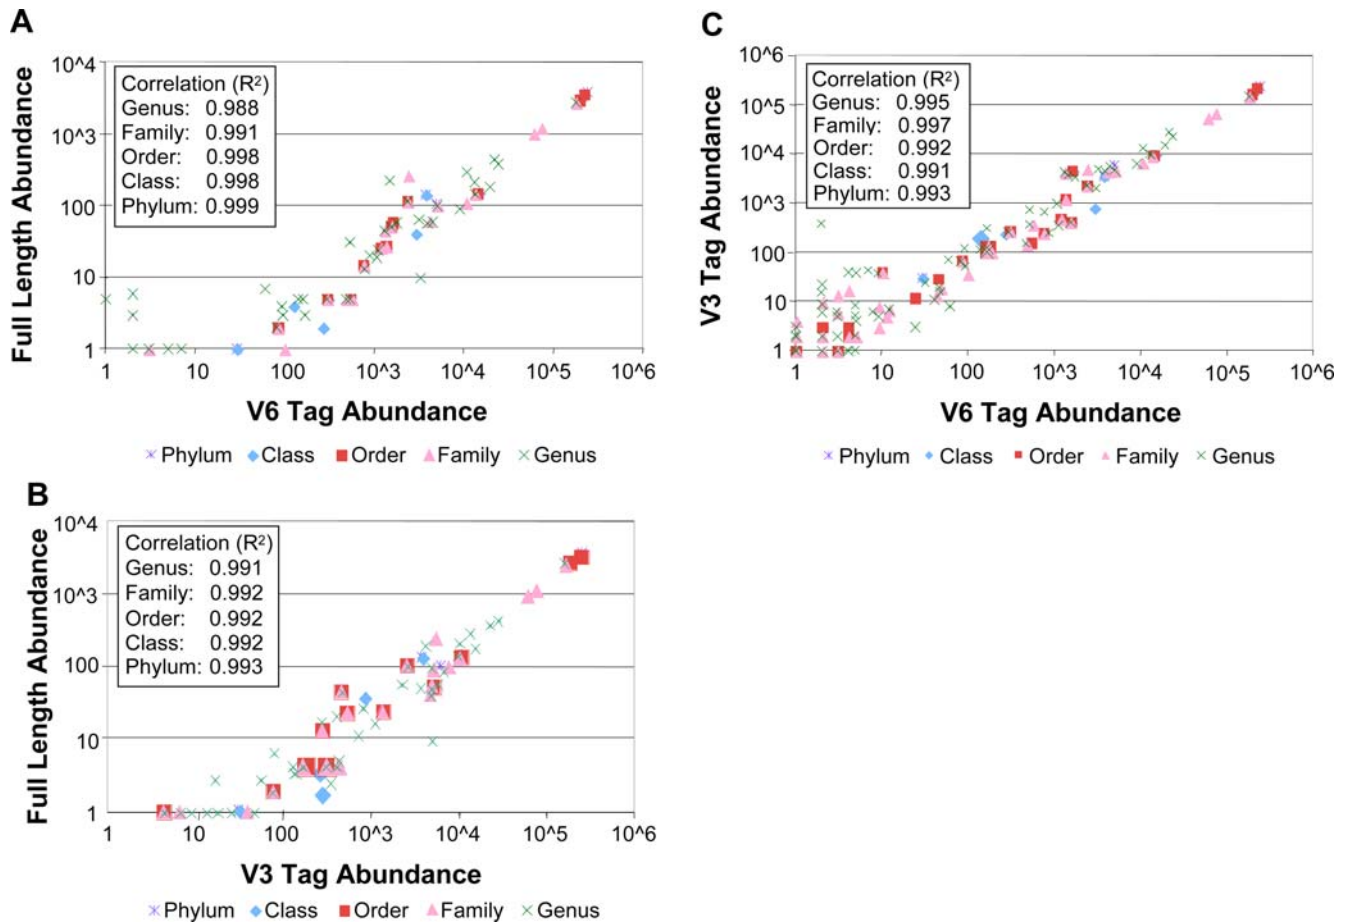 A
10^4
10^3
100
10
1
Full Length Abundance
Correlation (R²)
Genus: 0.988
Family: 0.991
Order: 0.998
Class: 0.998
Phylum: 0.999
1 10 100 10^3 10^4 10^5 10^6
V6 Tag Abundance
Phylum Class Order Family Genus
C
10^6
10^5
10^4
10^3
100
10
1
V3 Tag Abundance
Correlation (R²)
Genus: 0.995
Family: 0.997
Order: 0.992
Class: 0.991
Phylum: 0.993
1 10 100 10^3 10^4 10^5 10^6
V6 Tag Abundance
Phylum Class Order Family Genus
B
10^4
10^3
100
10
1
Full Length Abundance
Correlation (R²)
Genus: 0.991
Family: 0.992
Order: 0.992
Class: 0.992
Phylum: 0.993
1 10 100 10^3 10^4 10^5 10^6
V3 Tag Abundance
Phylum Class Order Family Genus